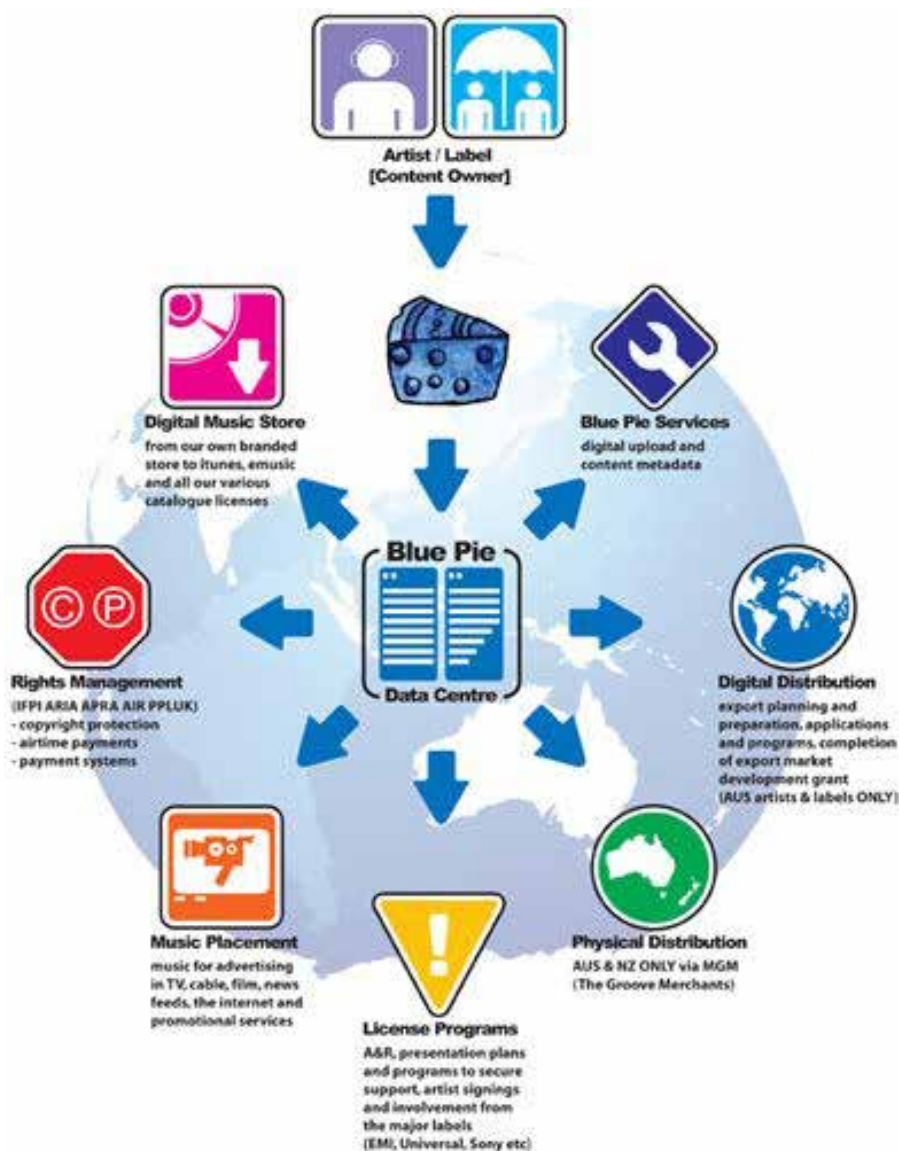 Artist / Label
[Content Owner]
Digital Music Store
from our own branded
store to itunes, emusic
and all our various
catalogue licenses
Blue Pie Services
digital upload and
content metadata
Blue Pie
Data Centre
C P
Rights Management
(IFPI ARIA APRA AIR PPLUK)
- copyright protection
- airtime payments
- payment systems
Digital Distribution
export planning and
preparation, applications
and programs, completion
of export market
development grant
(AUS artists & labels ONLY)
Music Placement
music for advertising
in TV, cable, film, news
feeds, the internet and
promotional services
!
License Programs
A&R, presentation plans
and programs to secure
support, artist signings
and involvement from
the major labels
(EMI, Universal, Sony etc)
Physical Distribution
AUS & NZ ONLY via MGM
(The Groove Merchants)